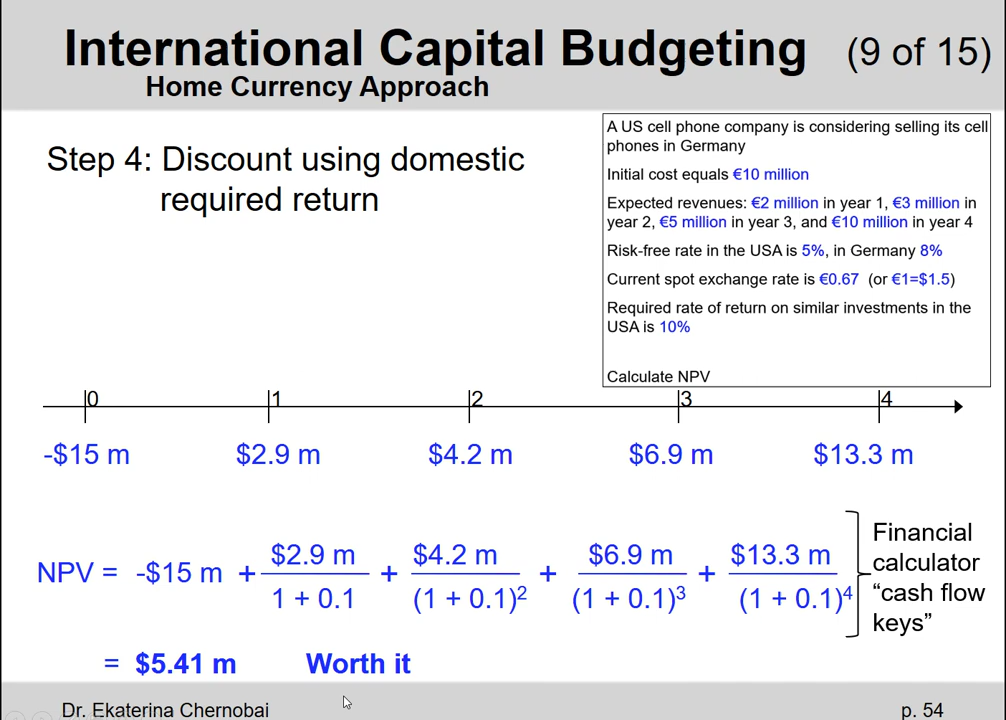 International Capital Budgeting (9 of 15)
Home Currency Approach
Step 4: Discount using domestic
required return
A US cell phone company is considering selling its cell
phones in Germany
Initial cost equals €10 million
Expected revenues: €2 million in year 1, €3 million in
year 2, €5 million in year 3, and €10 million in year 4
Risk-free rate in the USA is 5%, in Germany 8%
Current spot exchange rate is €0.67 (or €1=$1.5)
Required rate of return on similar investments in the
USA is 10%
Calculate NPV
0 1 2 3 4
-$15 m $2.9 m $4.2 m $6.9 m $13.3 m
$2.9 m $4.2 m $6.9 m $13.3 m
NPV = -$15 m + + + +
1 + 0.1 (1 + 0.1)² (1 + 0.1)³ (1 + 0.1)⁴
Financial
calculator
“cash flow
keys”
= $5.41 m Worth it
Dr. Ekaterina Chernobai p. 54